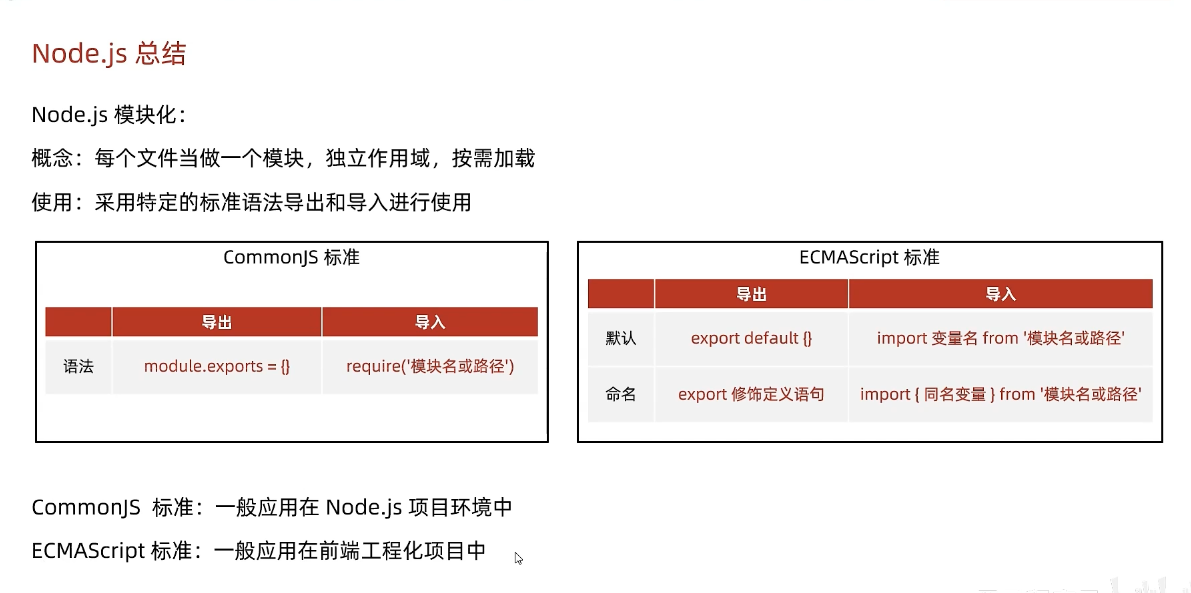 Node.js 总结
Node.js 模块化：
概念：每个文件当做一个模块，独立作用域，按需加载
使用：采用特定的标准语法导出和导入进行使用
CommonJS 标准
导出 导入
语法 module.exports = {} require('模块名或路径')
ECMAScript 标准
导出 导入
默认 export default {} import 变量名 from '模块名或路径'
命名 export 修饰定义语句 import { 同名变量 } from '模块名或路径'
CommonJS 标准：一般应用在 Node.js 项目环境中
ECMAScript 标准：一般应用在前端工程化项目中